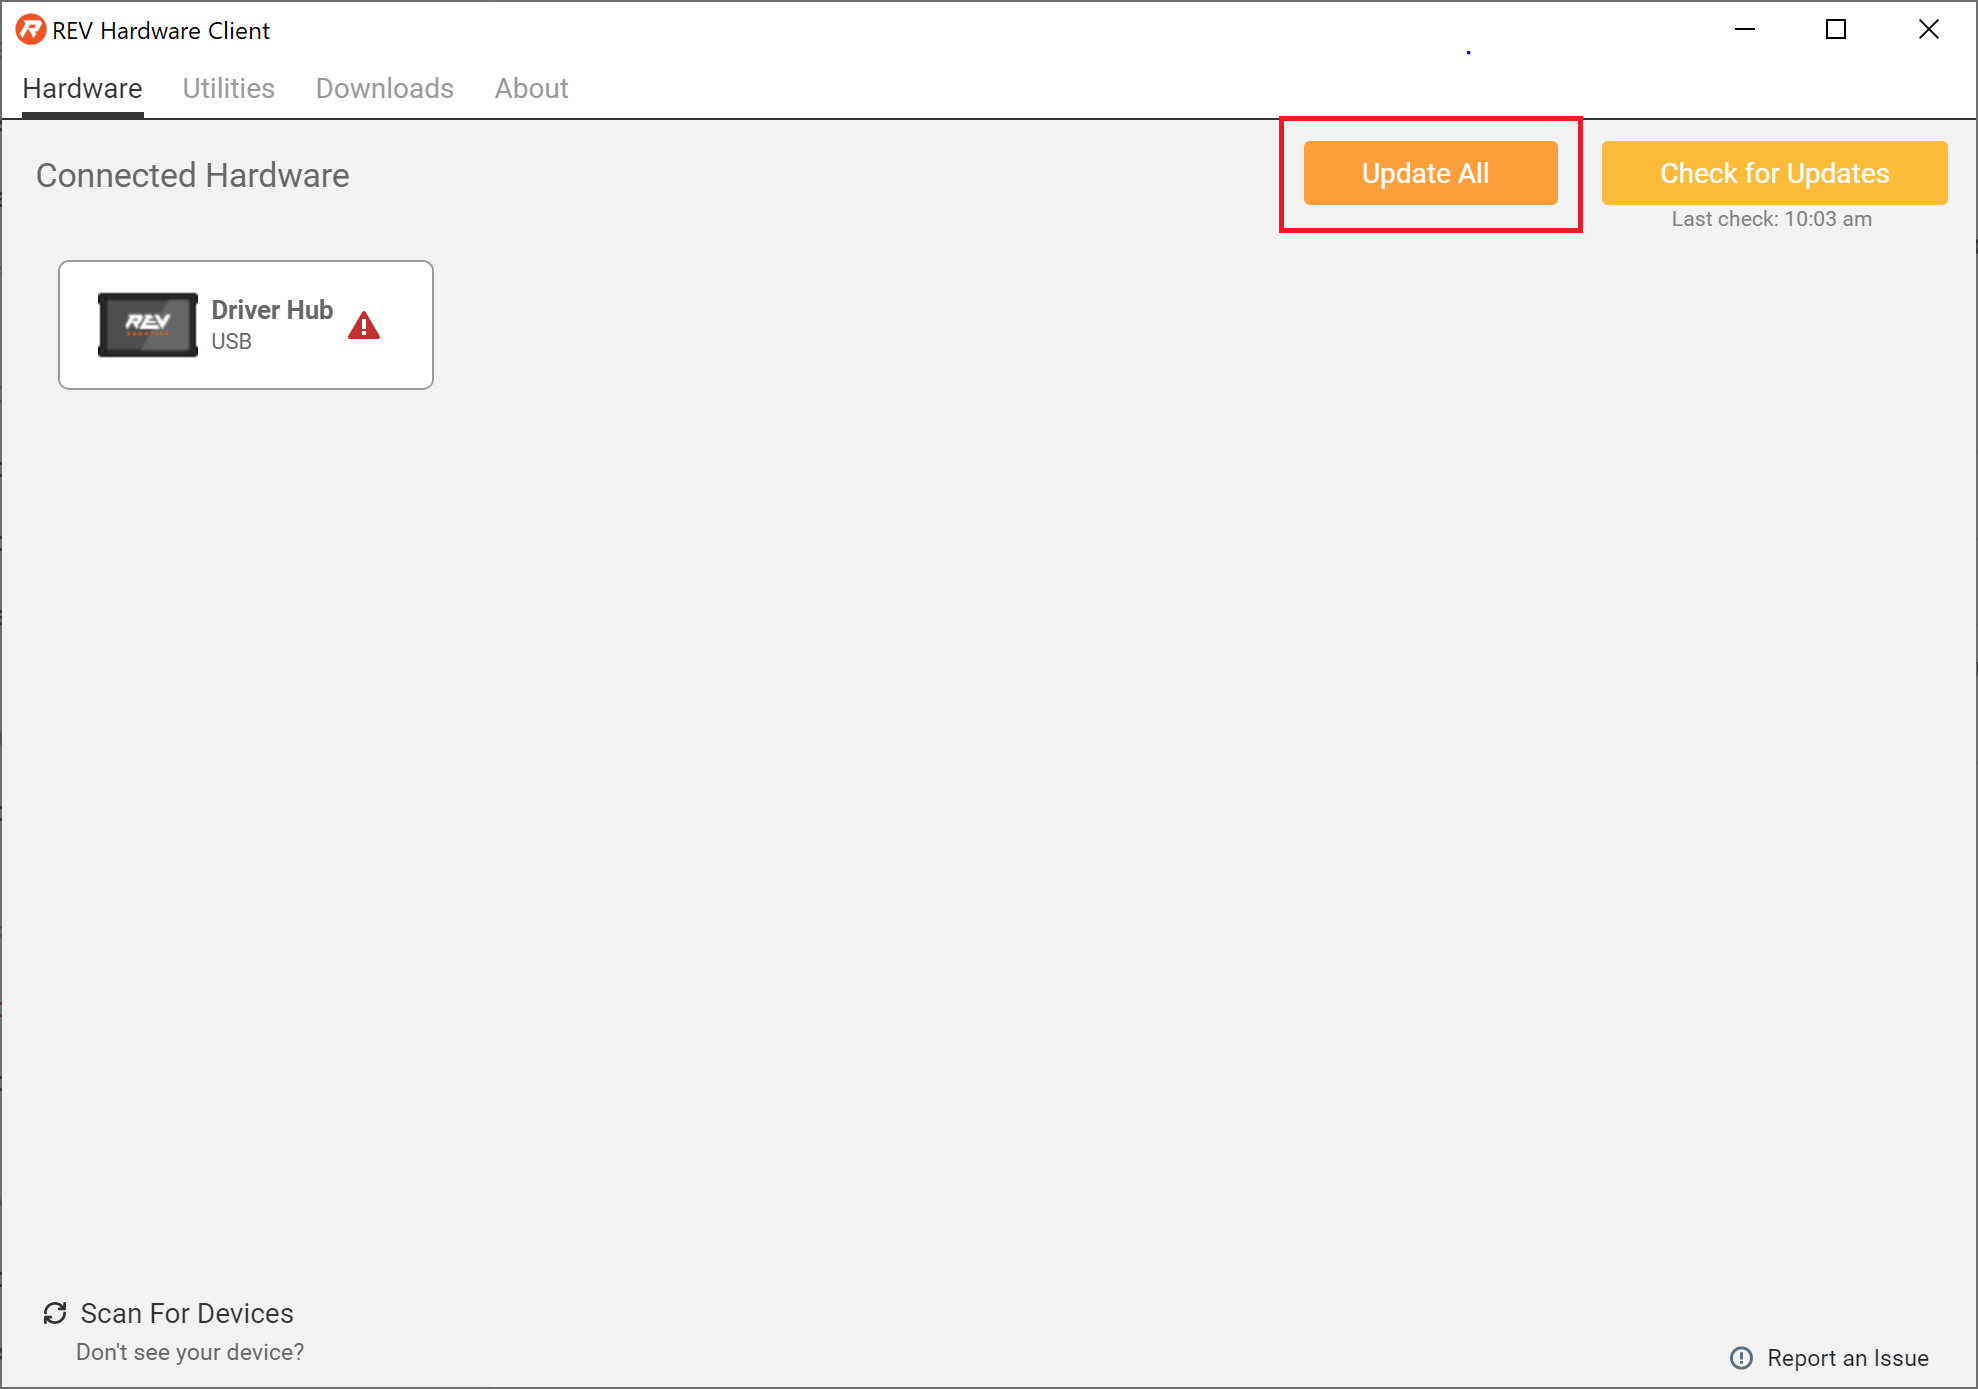 REV Hardware Client
Hardware Utilities Downloads About
Connected Hardware
Update All
Check for Updates
Last check: 10:03 am
REV
Driver Hub
USB
Scan For Devices
Don't see your device?
Report an Issue